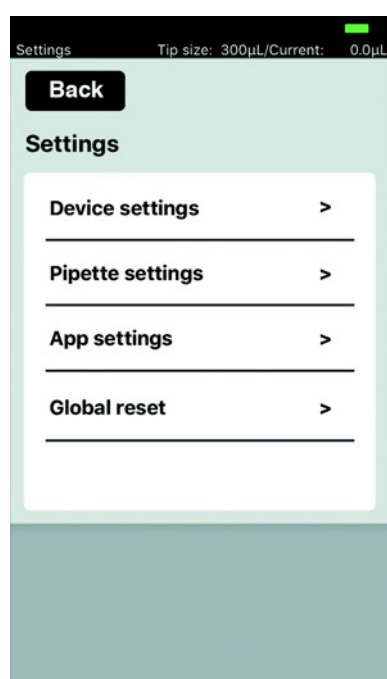 Settings Tip size: 300µL/Current: 0.0µL
Back
Settings
Device settings >
Pipette settings >
App settings >
Global reset >